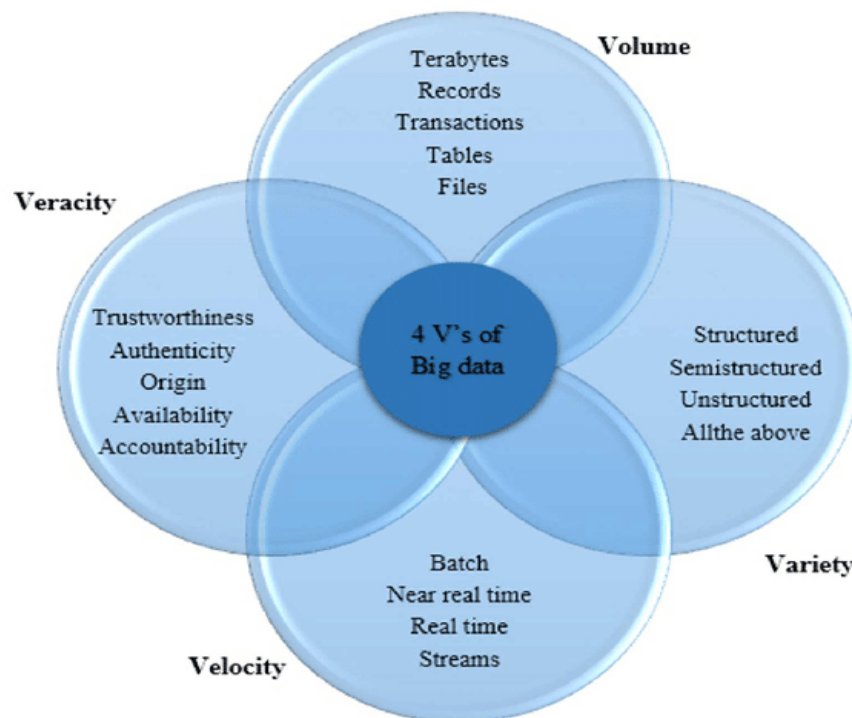 Volume
Terabytes
Records
Transactions
Tables
Files
Veracity
Trustworthiness
Authenticity
Origin
Availability
Accountability
4 V’s of
Big data
Structured
Semistructured
Unstructured
Allthe above
Variety
Batch
Near real time
Real time
Streams
Velocity